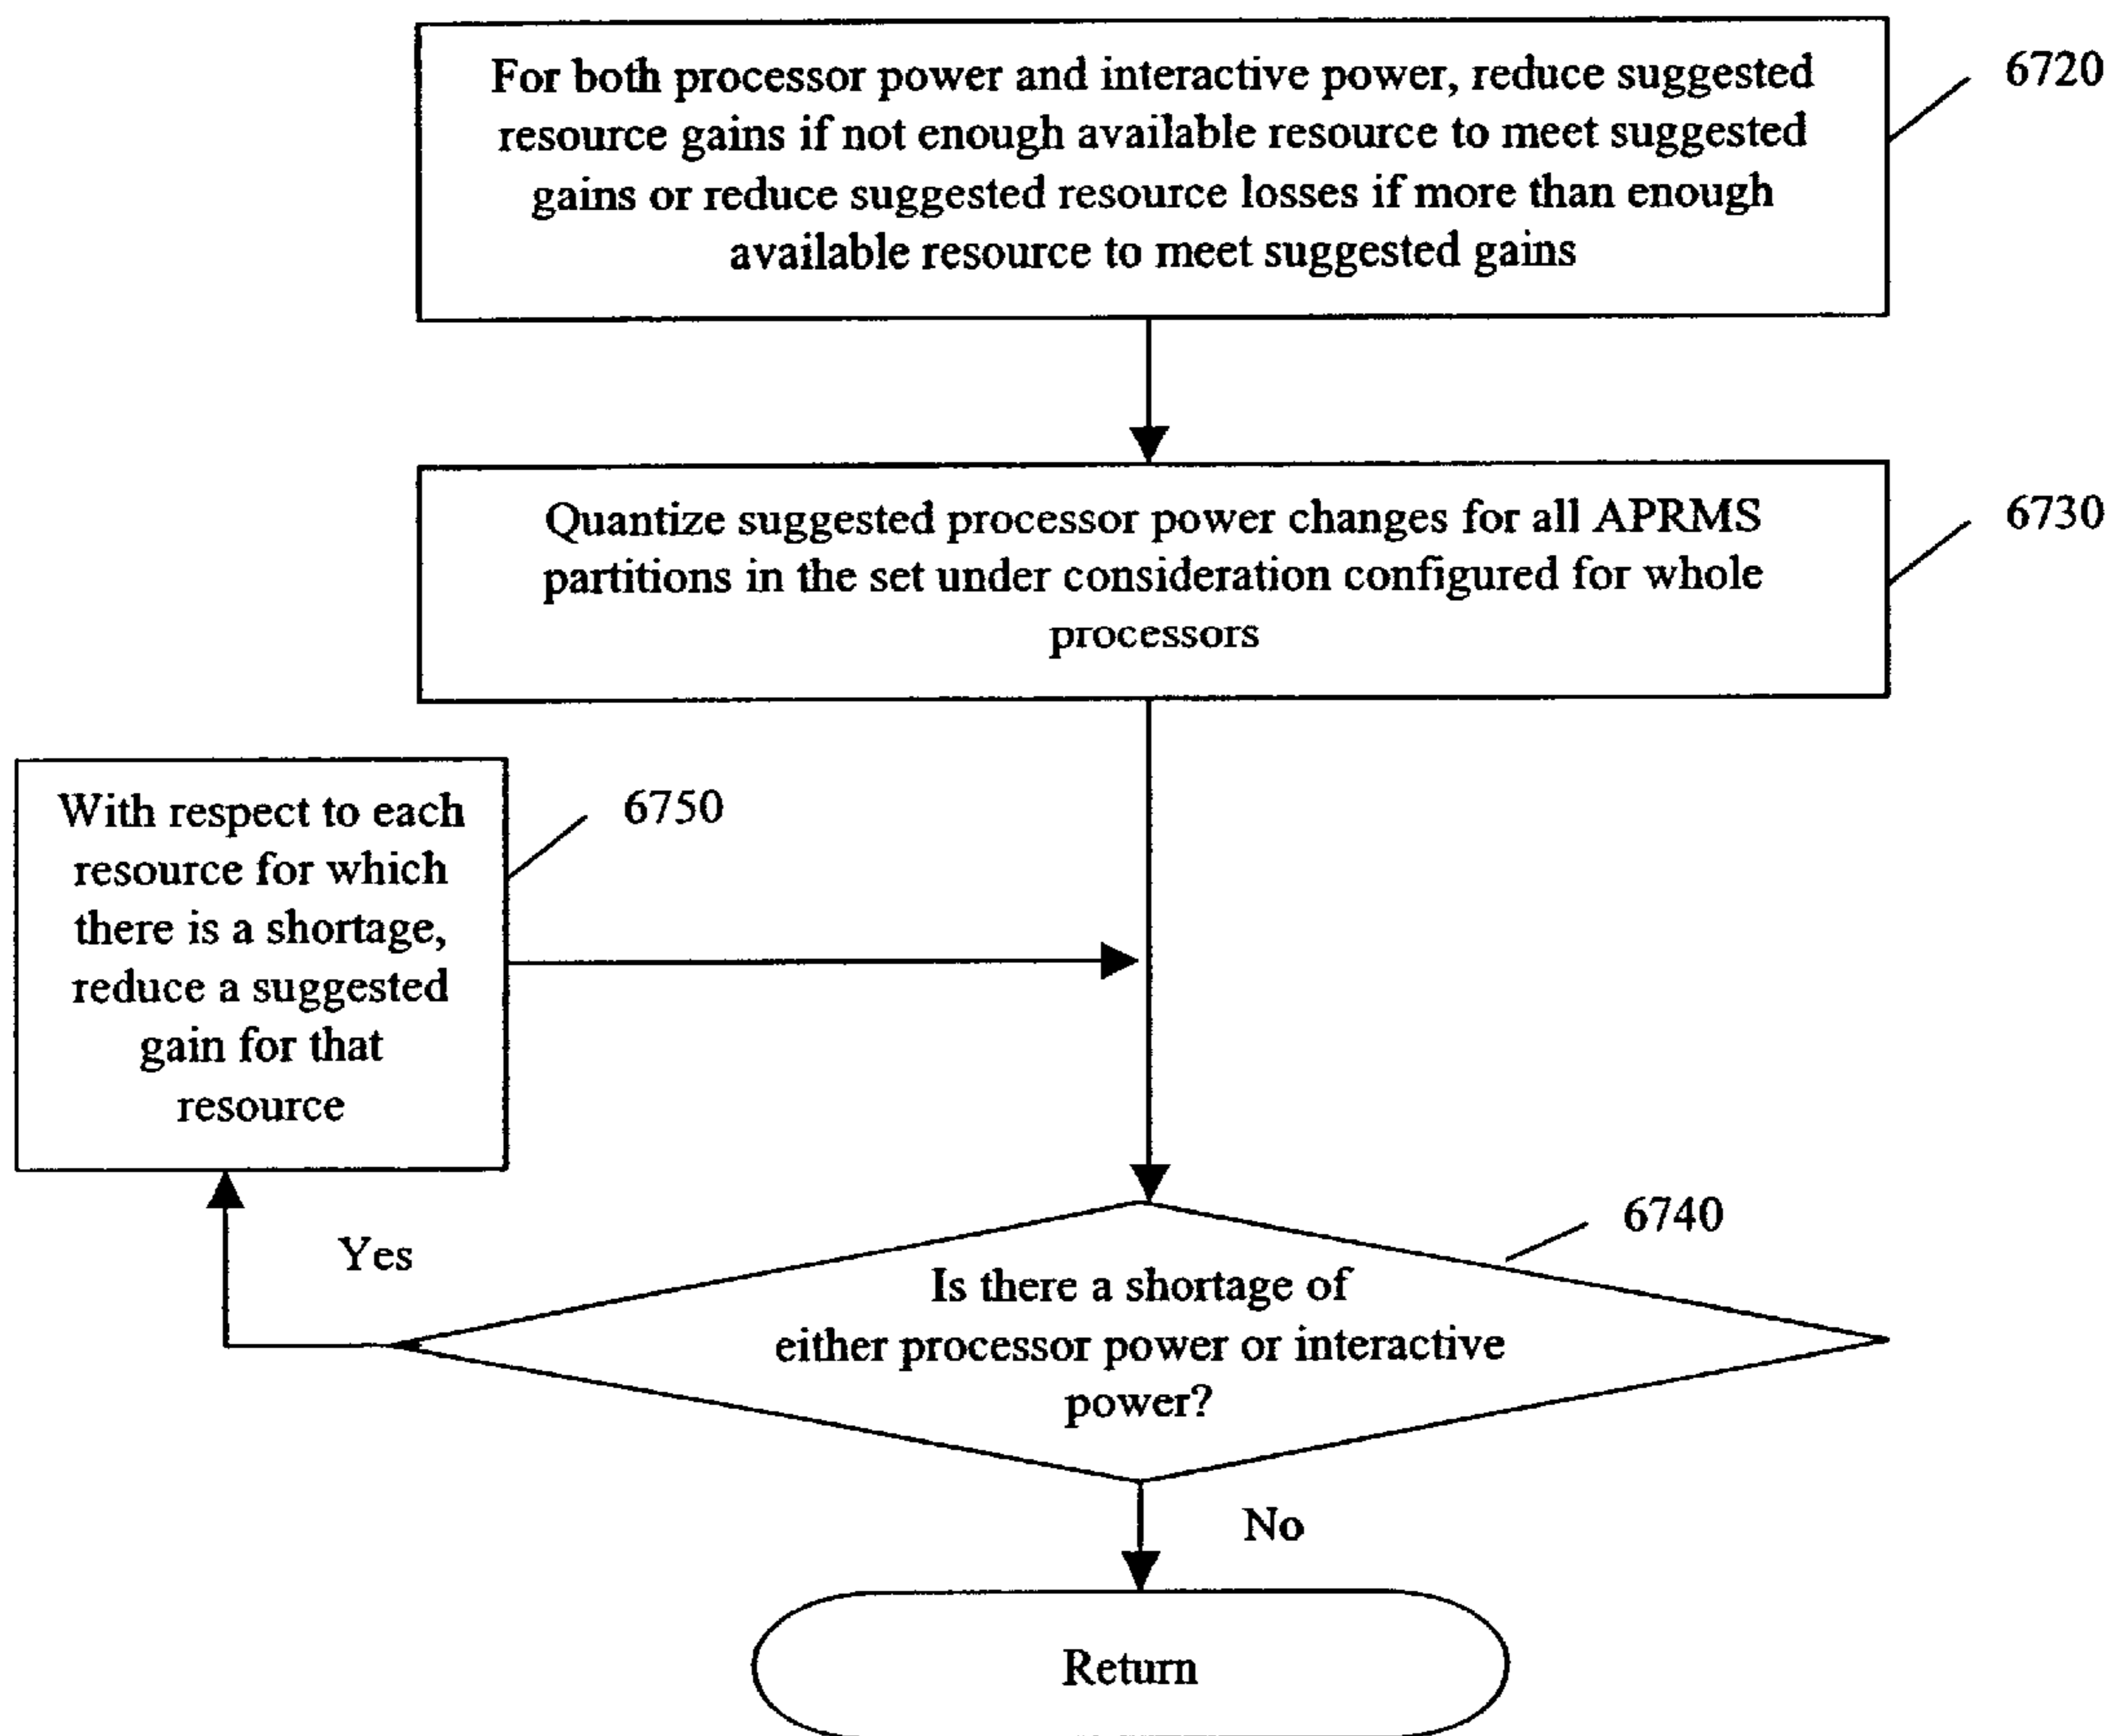 For both processor power and interactive power, reduce suggested
resource gains if not enough available resource to meet suggested
gains or reduce suggested resource losses if more than enough
available resource to meet suggested gains
6720
Quantize suggested processor power changes for all APRMS
partitions in the set under consideration configured for whole
processors
6730
With respect to each
resource for which
there is a shortage,
reduce a suggested
gain for that
resource
6750
6740
Is there a shortage of
either processor power or interactive
power?
Yes
No
Return